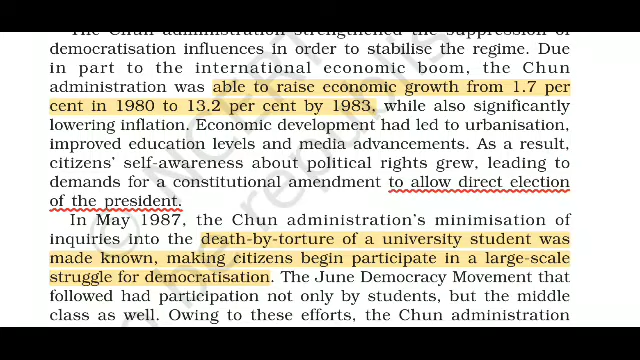 The Chun administration strengthened the suppression of
democratisation influences in order to stabilise the regime. Due
in part to the international economic boom, the Chun
administration was able to raise economic growth from 1.7 per
cent in 1980 to 13.2 per cent by 1983, while also significantly
lowering inflation. Economic development had led to urbanisation,
improved education levels and media advancements. As a result,
citizens' self-awareness about political rights grew, leading to
demands for a constitutional amendment to allow direct election
of the president.
In May 1987, the Chun administration's minimisation of
inquiries into the death-by-torture of a university student was
made known, making citizens begin participate in a large-scale
struggle for democratisation. The June Democracy Movement that
followed had participation not only by students, but the middle
class as well. Owing to these efforts, the Chun administration